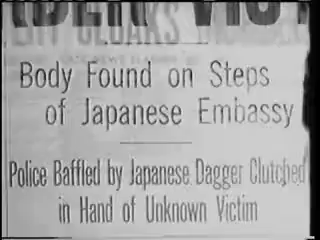 Body Found on Steps
of Japanese Embassy
Police Baffled by Japanese Dagger Clutched
in Hand of Unknown Victim